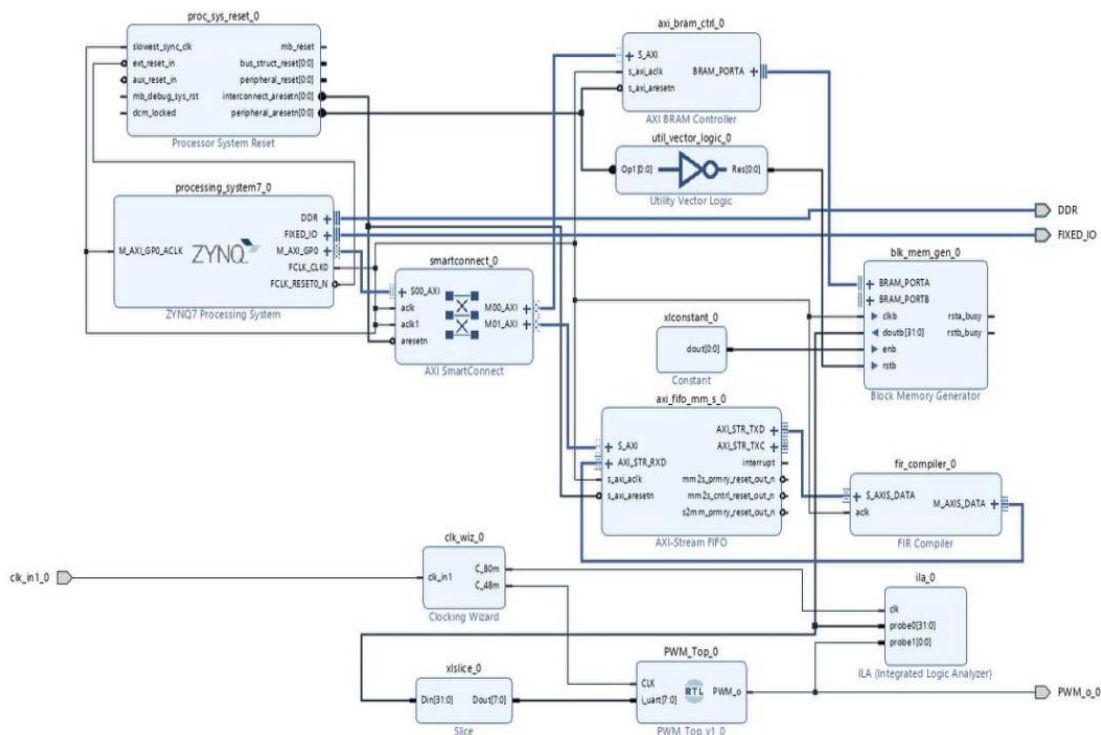 proc_sys_reset_0
slowest_sync_clk
ext_reset_in
aux_reset_in
mb_debug_sys_rst
dcm_locked
mb_reset
bus_struct_reset[0:0]
peripheral_reset[0:0]
interconnect_aresetn[0:0]
peripheral_aresetn[0:0]
Processor System Reset
axi_bram_ctrl_0
S_AXI
s_axi_aclk
s_axi_aresetn
BRAM_PORTA
AXI BRAM Controller
util_vector_logic_0
Op1[0:0]
Res[0:0]
Utility Vector Logic
processing_system7_0
M_AXI_GP0_ACLK
ZYNQ
DDR
FIXED_IO
M_AXI_GP0
FCLK_CLK0
FCLK_RESET0_N
ZYNQ7 Processing System
DDR
FIXED_IO
smartconnect_0
S00_AXI
aclk
aclk1
aresetn
M00_AXI
M01_AXI
AXI SmartConnect
xlconstant_0
dout[0:0]
Constant
blk_mem_gen_0
BRAM_PORTA
BRAM_PORTB
clkb
doutb[31:0]
enb
rstb
rsta_busy
rstb_busy
Block Memory Generator
axi_fifo_mm_s_0
S_AXI
AXI_STR_RXD
s_axi_aclk
s_axi_aresetn
AXI_STR_TXD
AXI_STR_TXC
interrupt
mm2s_prmry_reset_out_n
mm2s_cntrl_reset_out_n
s2mm_prmry_reset_out_n
AXI-Stream FIFO
fir_compiler_0
S_AXIS_DATA
aclk
M_AXIS_DATA
FIR Compiler
clk_in1_0
clk_wiz_0
clk_in1
C_80m
C_48m
Clocking Wizard
ila_0
clk
probe0[31:0]
probe1[0:0]
ILA (Integrated Logic Analyzer)
xlslice_0
Din[31:0]
Dout[7:0]
Slice
PWM_Top_0
CLK
i_uart[7:0]
RTL
PWM_o
PWM_Top_v1_0
PWM_o_0